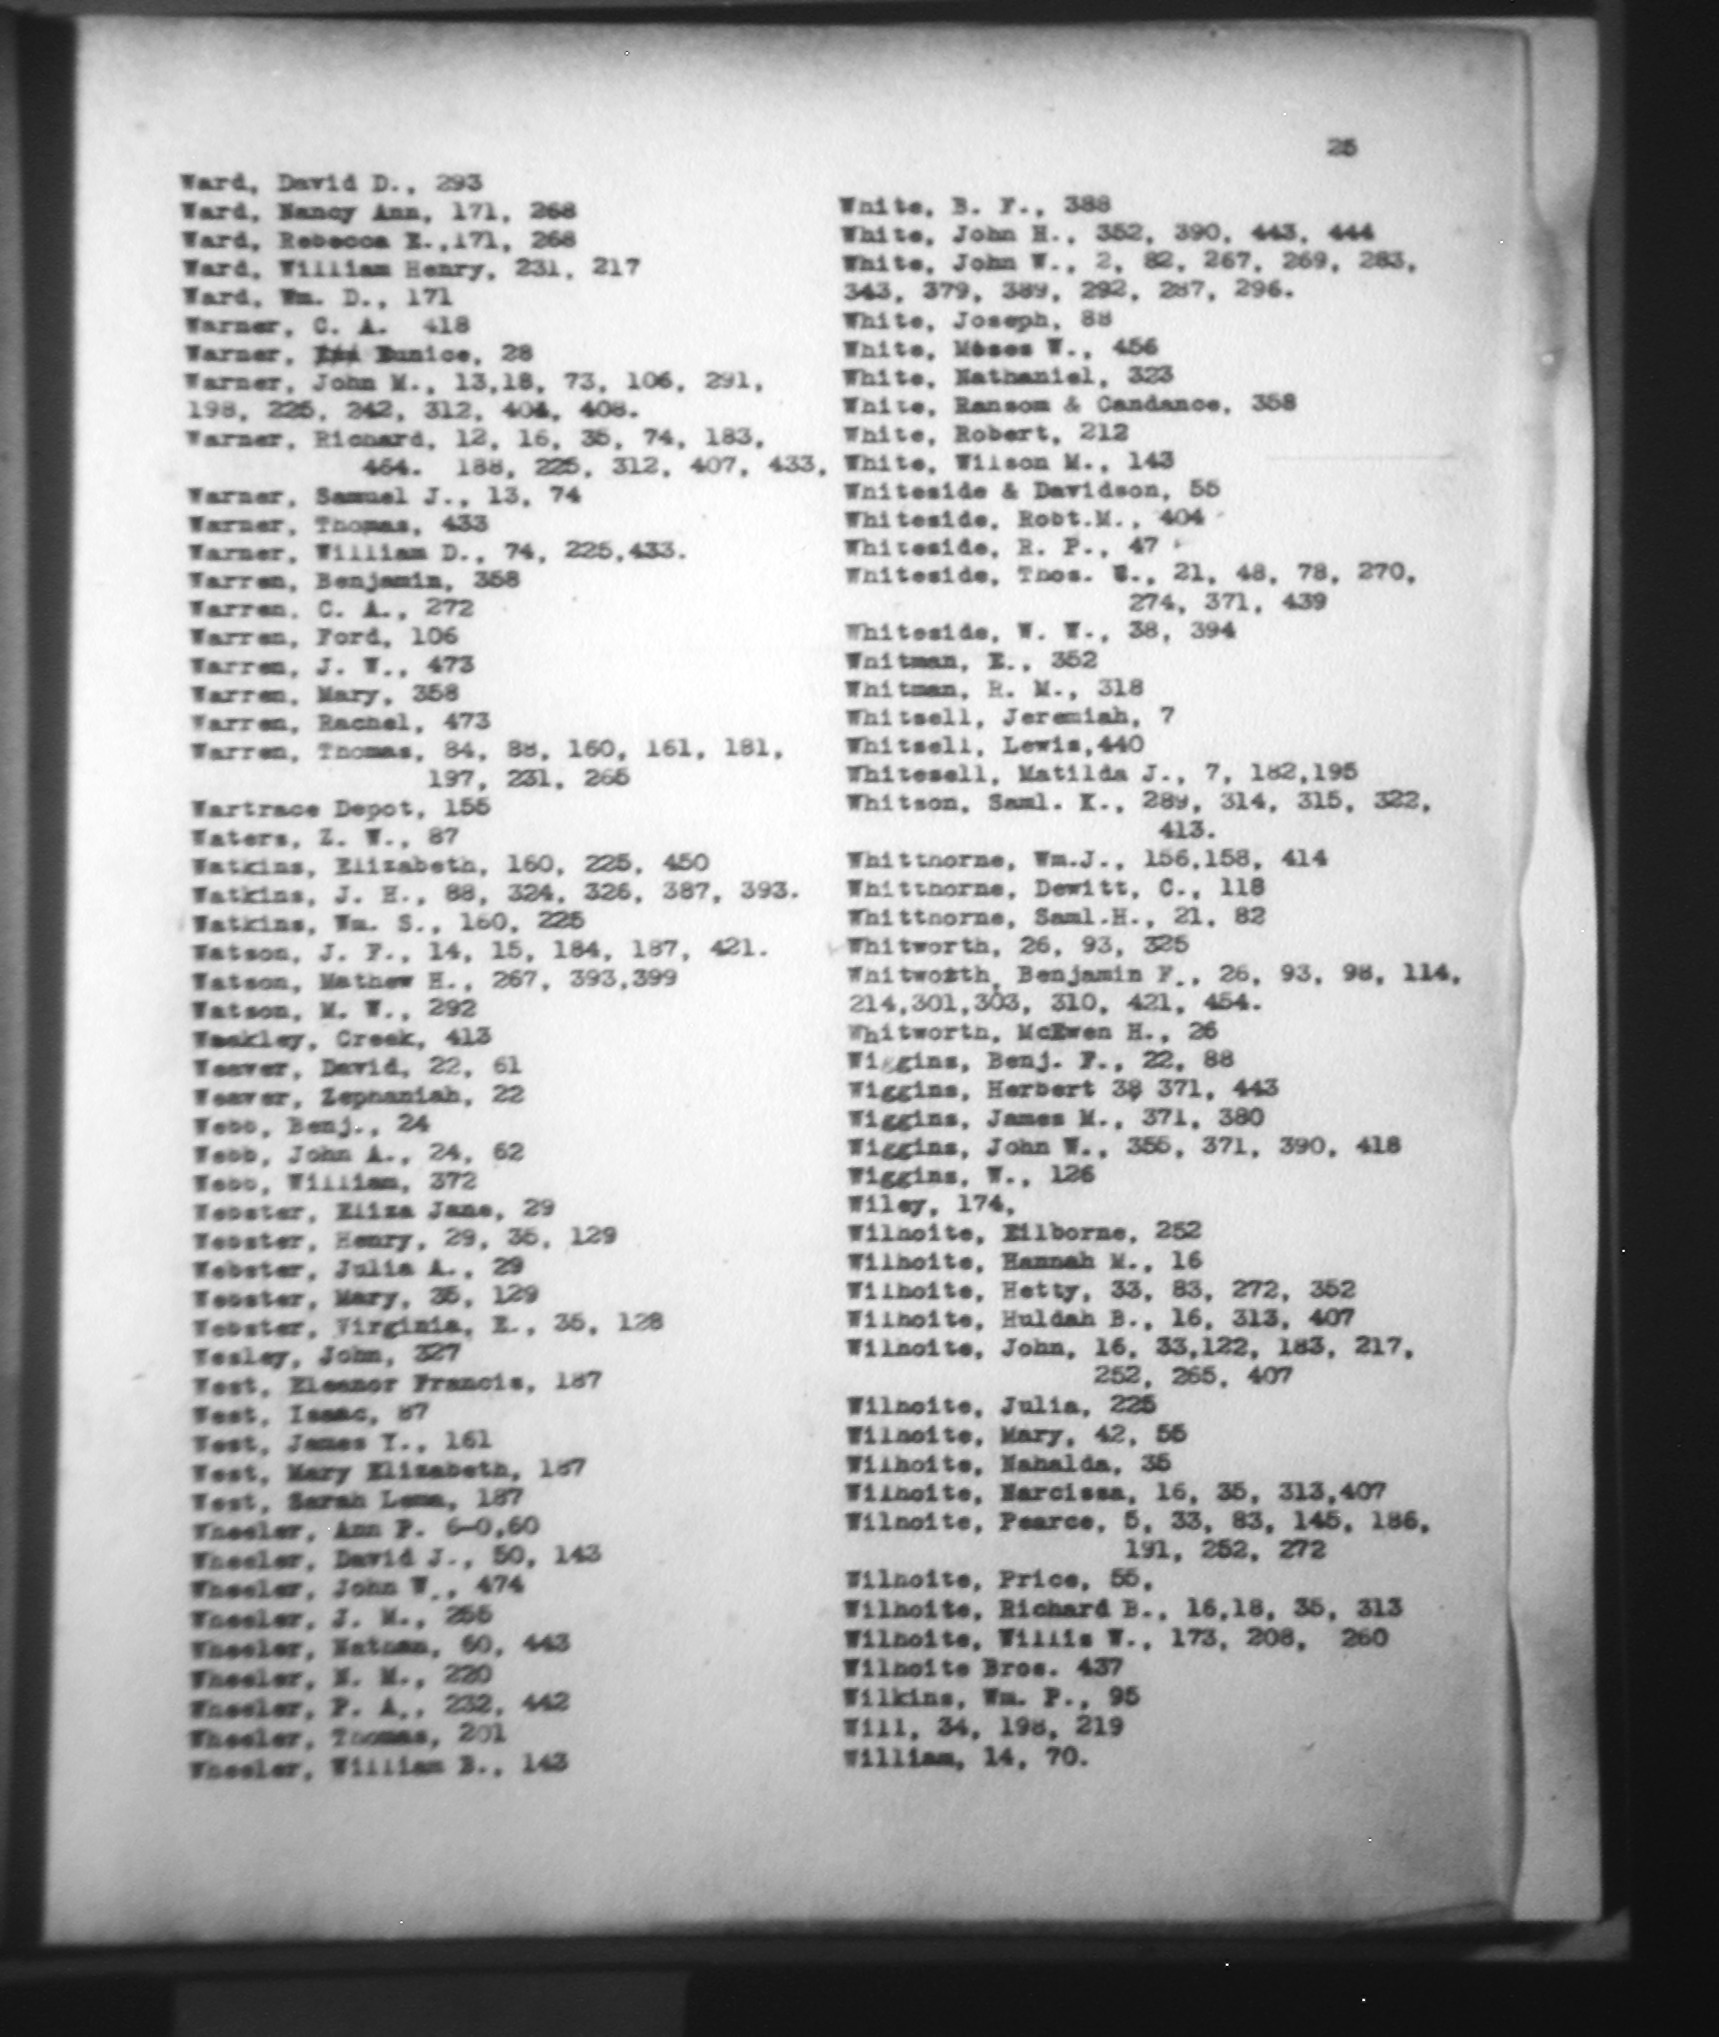 25
Ward, David D., 293
Ward, Nancy Ann, 171, 268
Ward, Rebecca E.,171, 268
Ward, William Henry, 231, 217
Ward, Wm. D., 171
Warner, C. A. 418
Warner, Eunice, 28
Warner, John M., 13,18, 73, 106, 291,
198, 225, 242, 312, 404, 408.
Warner, Richard, 12, 16, 35, 74, 183,
454. 188, 225, 312, 407, 433,
Warner, Samuel J., 13, 74
Warner, Thomas, 433
Warner, William D., 74, 225,433.
Warren, Benjamin, 358
Warren, C. A., 272
Warren, Ford, 106
Warren, J. W., 473
Warren, Mary, 358
Warren, Rachel, 473
Warren, Thomas, 84, 88, 160, 161, 181,
197, 231, 265
Wartrace Depot, 155
Waters, Z. W., 87
Watkins, Elizabeth, 160, 225, 450
Watkins, J. H., 88, 324, 326, 387, 393.
Watkins, Wm. S., 160, 225
Watson, J. F., 14, 15, 184, 187, 421.
Watson, Mathew H., 267, 393,399
Watson, M. W., 292
Weakley, Creek, 413
Weaver, David, 22, 61
Weaver, Zephaniah, 22
Webb, Benj., 24
Webb, John A., 24, 62
Webb, William, 372
Webster, Eliza Jane, 29
Webster, Henry, 29, 35, 129
Webster, Julia A., 29
Webster, Mary, 35, 129
Webster, Virginia, E., 35, 128
Wesley, John, 327
West, Eleanor Francis, 187
West, Isaac, 87
West, James Y., 161
West, Mary Elizabeth, 187
West, Sarah Lema, 187
Wheeler, Ann P. 6-0,60
Wheeler, David J., 50, 143
Wheeler, John W., 474
Wheeler, J. M., 255
Wheeler, Nathan, 60, 443
Wheeler, N. M., 220
Wheeler, P. A., 232, 442
Wheeler, Thomas, 201
Wheeler, William B., 143
White, B. F., 388
White, John H., 352, 390, 443, 444
White, John W., 2, 82, 267, 269, 283,
343, 379, 389, 292, 287, 296.
White, Joseph, 88
White, Moses W., 456
White, Nathaniel, 323
White, Ransom & Candance, 358
White, Robert, 212
White, Wilson M., 143
Whiteside & Davidson, 55
Whiteside, Robt.M., 404
Whiteside, R. P., 47
Whiteside, Thos. W., 21, 48, 78, 270,
274, 371, 439
Whiteside, W. W., 38, 394
Whitman, E., 352
Whitman, R. M., 318
Whitsell, Jeremiah, 7
Whitsell, Lewis,440
Whitesell, Matilda J., 7, 182,195
Whitson, Saml. K., 289, 314, 315, 322,
413.
Whitthorne, Wm.J., 156,158, 414
Whitthorne, Dewitt, C., 118
Whitthorne, Saml.H., 21, 82
Whitworth, 26, 93, 325
Whitworth, Benjamin F., 26, 93, 98, 114,
214,301,303, 310, 421, 454.
Whitworth, McEwen H., 26
Wiggins, Benj. F., 22, 88
Wiggins, Herbert 38 371, 443
Wiggins, James M., 371, 380
Wiggins, John W., 355, 371, 390, 418
Wiggins, W., 126
Wiley, 174,
Wilhoite, Eilborne, 252
Wilhoite, Hannah M., 16
Wilhoite, Hetty, 33, 83, 272, 352
Wilhoite, Huldah B., 16, 313, 407
Wilhoite, John, 16, 33,122, 183, 217,
252, 265, 407
Wilhoite, Julia, 225
Wilhoite, Mary, 42, 55
Wilhoite, Nahalda, 35
Wilhoite, Narcissa, 16, 35, 313,407
Wilhoite, Pearce, 5, 33, 83, 145, 186,
191, 252, 272
Wilhoite, Price, 55,
Wilhoite, Richard B., 16,18, 35, 313
Wilhoite, Willis W., 173, 208, 260
Wilhoite Bros. 437
Wilkins, Wm. P., 95
Will, 34, 198, 219
William, 14, 70.